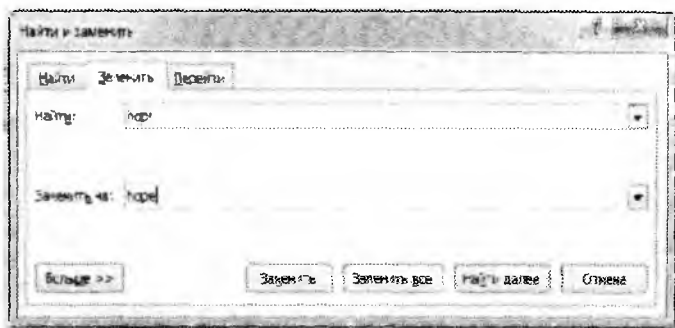 Найти и заменить
Найти Заменить Перейти
Найти:
Заменить на: hope
Больше >> Заменить Заменить все Найти далее Отмена